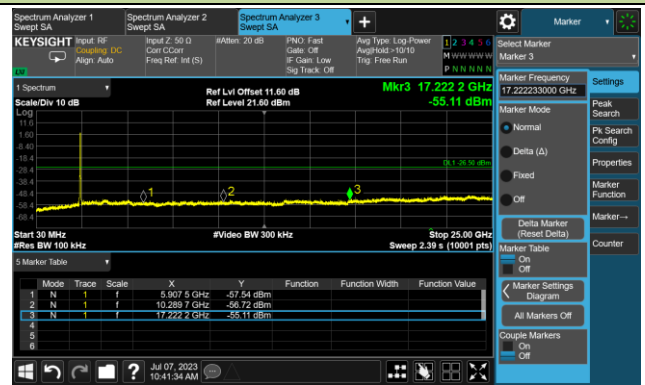 Spectrum Analyzer 1
Swept SA
Spectrum Analyzer 2
Swept SA
Spectrum Analyzer 3
Swept SA
Marker
KEYSIGHT
Input: RF
Coupling: DC
Align: Auto
Input Z: 50 Ω
Corr CCorr
Freq Ref: Int (S)
#Atten: 20 dB
PNO: Fast
Gate: Off
IF Gain: Low
Sig Track: Off
Avg Type: Log-Power
Avg|Hold:>10/10
Trig: Free Run
1 2 3 4 5 6
M W W W W W
P N N N N N
LXI
Select Marker
Marker 3
1 Spectrum
Scale/Div 10 dB
Log
Ref Lvl Offset 11.60 dB
Ref Level 21.60 dBm
Mkr3 17.222 2 GHz
-55.11 dBm
11.6
1.60
-8.40
-18.4
-28.4
-38.4
-48.4
-58.4
-68.4
DL1 -26.50 dBm
1
2
3
Start 30 MHz
#Res BW 100 kHz
#Video BW 300 kHz
Stop 25.00 GHz
Sweep 2.39 s (10001 pts)
5 Marker Table
Mode Trace Scale X Y Function Function Width Function Value
1 N 1 f 5.907 5 GHz -57.54 dBm
2 N 1 f 10.289 7 GHz -56.72 dBm
3 N 1 f 17.222 2 GHz -55.11 dBm
4
5
6
Marker Frequency
17.222233000 GHz
Marker Mode
Normal
Delta (Δ)
Fixed
Off
Delta Marker
(Reset Delta)
Marker Table
On
Off
Marker Settings
Diagram
All Markers Off
Couple Markers
On
Off
Settings
Peak
Search
Pk Search
Config
Properties
Marker
Function
Marker→
Counter
?
Jul 07, 2023
10:41:34 AM